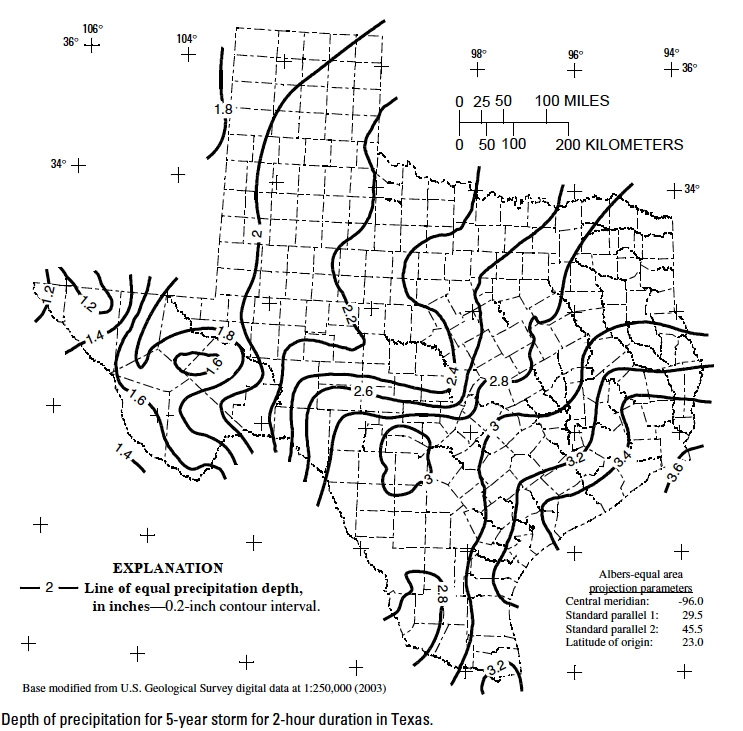 106°
36°
104°
98°
96°
94°
36°
0 25 50 100 MILES
0 50 100 200 KILOMETERS
1.8
34°
34°
2
1.2
1.2
2.2
1.4
1.8
1.6
2.4
2.8
2.6
1.6
3
1.4
3.2
3.4
3
3.6
2.8
3.2
EXPLANATION
2 Line of equal precipitation depth,
in inches—0.2-inch contour interval.
Albers-equal area
projection parameters
Central meridian: -96.0
Standard parallel 1: 29.5
Standard parallel 2: 45.5
Latitude of origin: 23.0
Base modified from U.S. Geological Survey digital data at 1:250,000 (2003)
Depth of precipitation for 5-year storm for 2-hour duration in Texas.